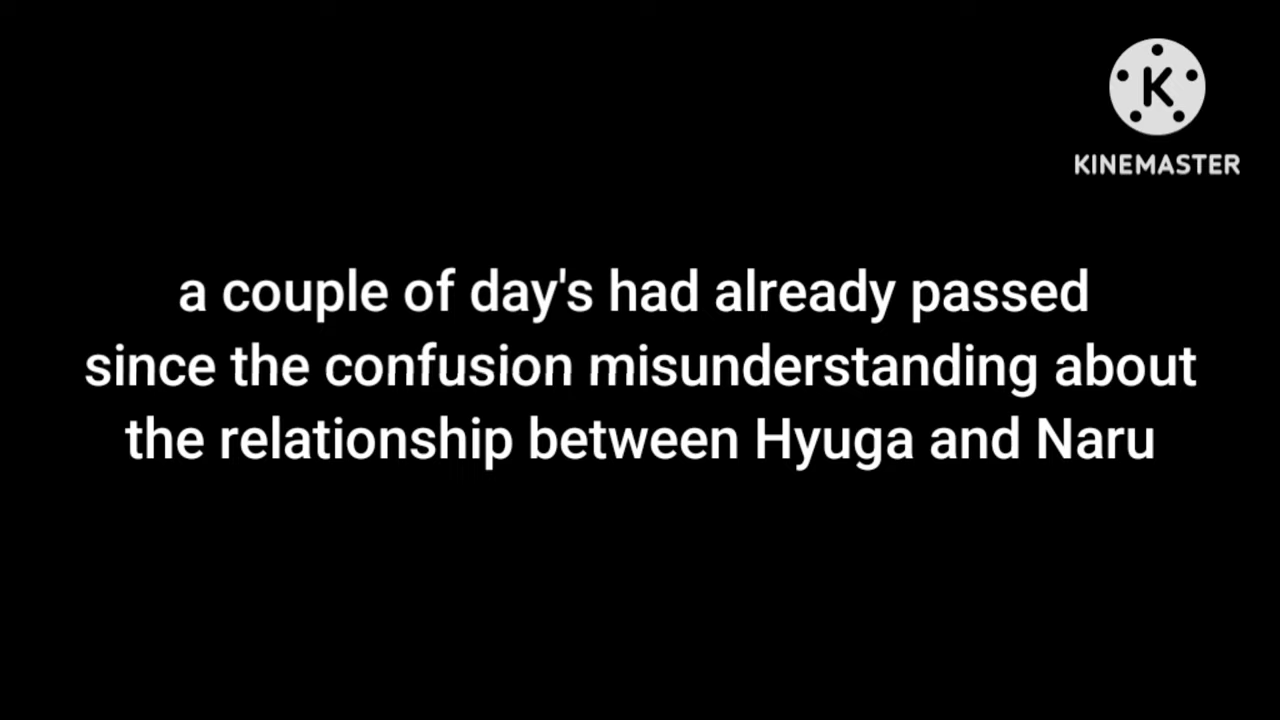 K
KINEMASTER
a couple of day's had already passed
since the confusion misunderstanding about
the relationship between Hyuga and Naru